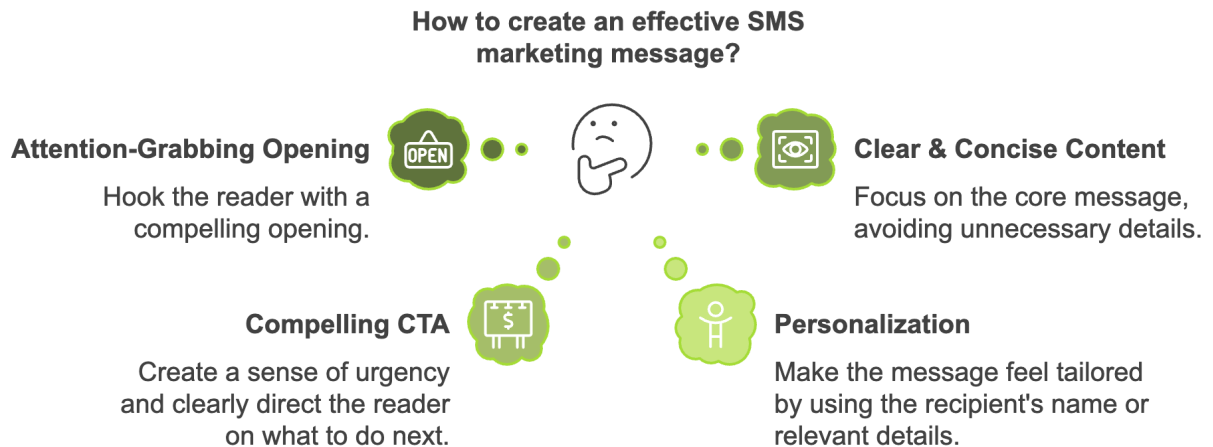 How to create an effective SMS
marketing message?
Attention-Grabbing Opening
Hook the reader with a
compelling opening.
OPEN
Clear & Concise Content
Focus on the core message,
avoiding unnecessary details.
Compelling CTA
Create a sense of urgency
and clearly direct the reader
on what to do next.
$
Personalization
Make the message feel tailored
by using the recipient's name or
relevant details.